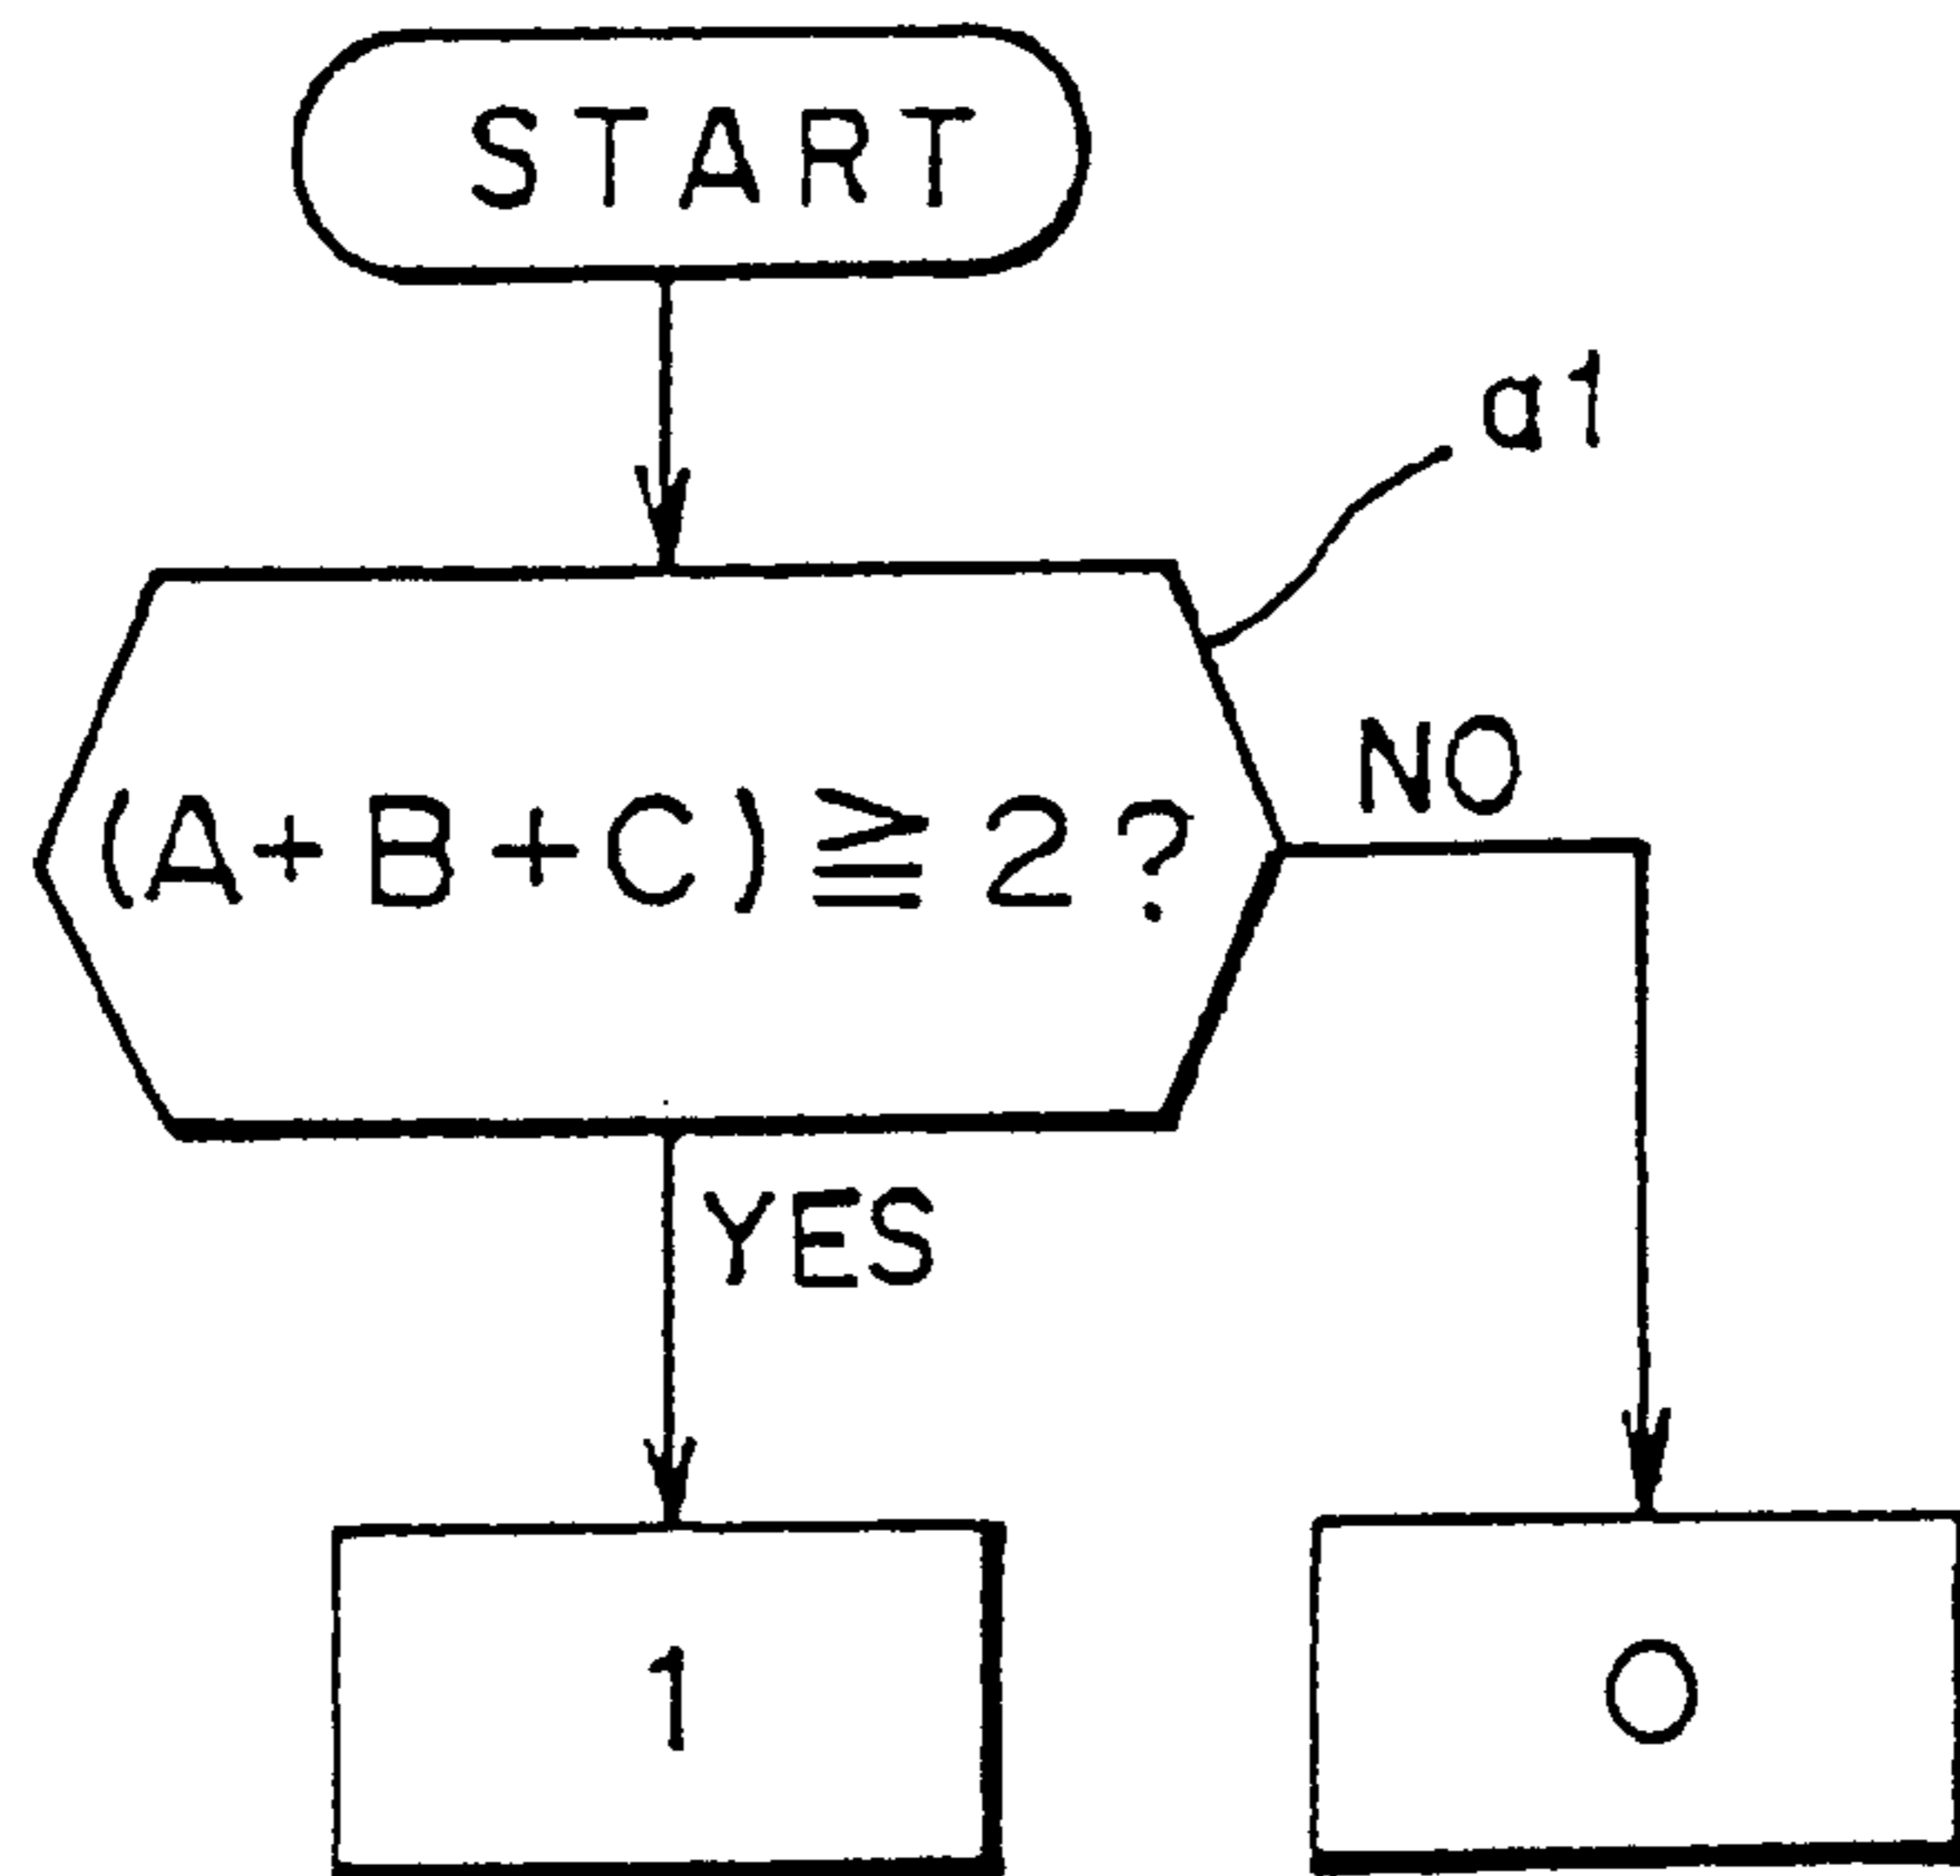 START
a1
(A+B+C)≧2?
NO
YES
1
0